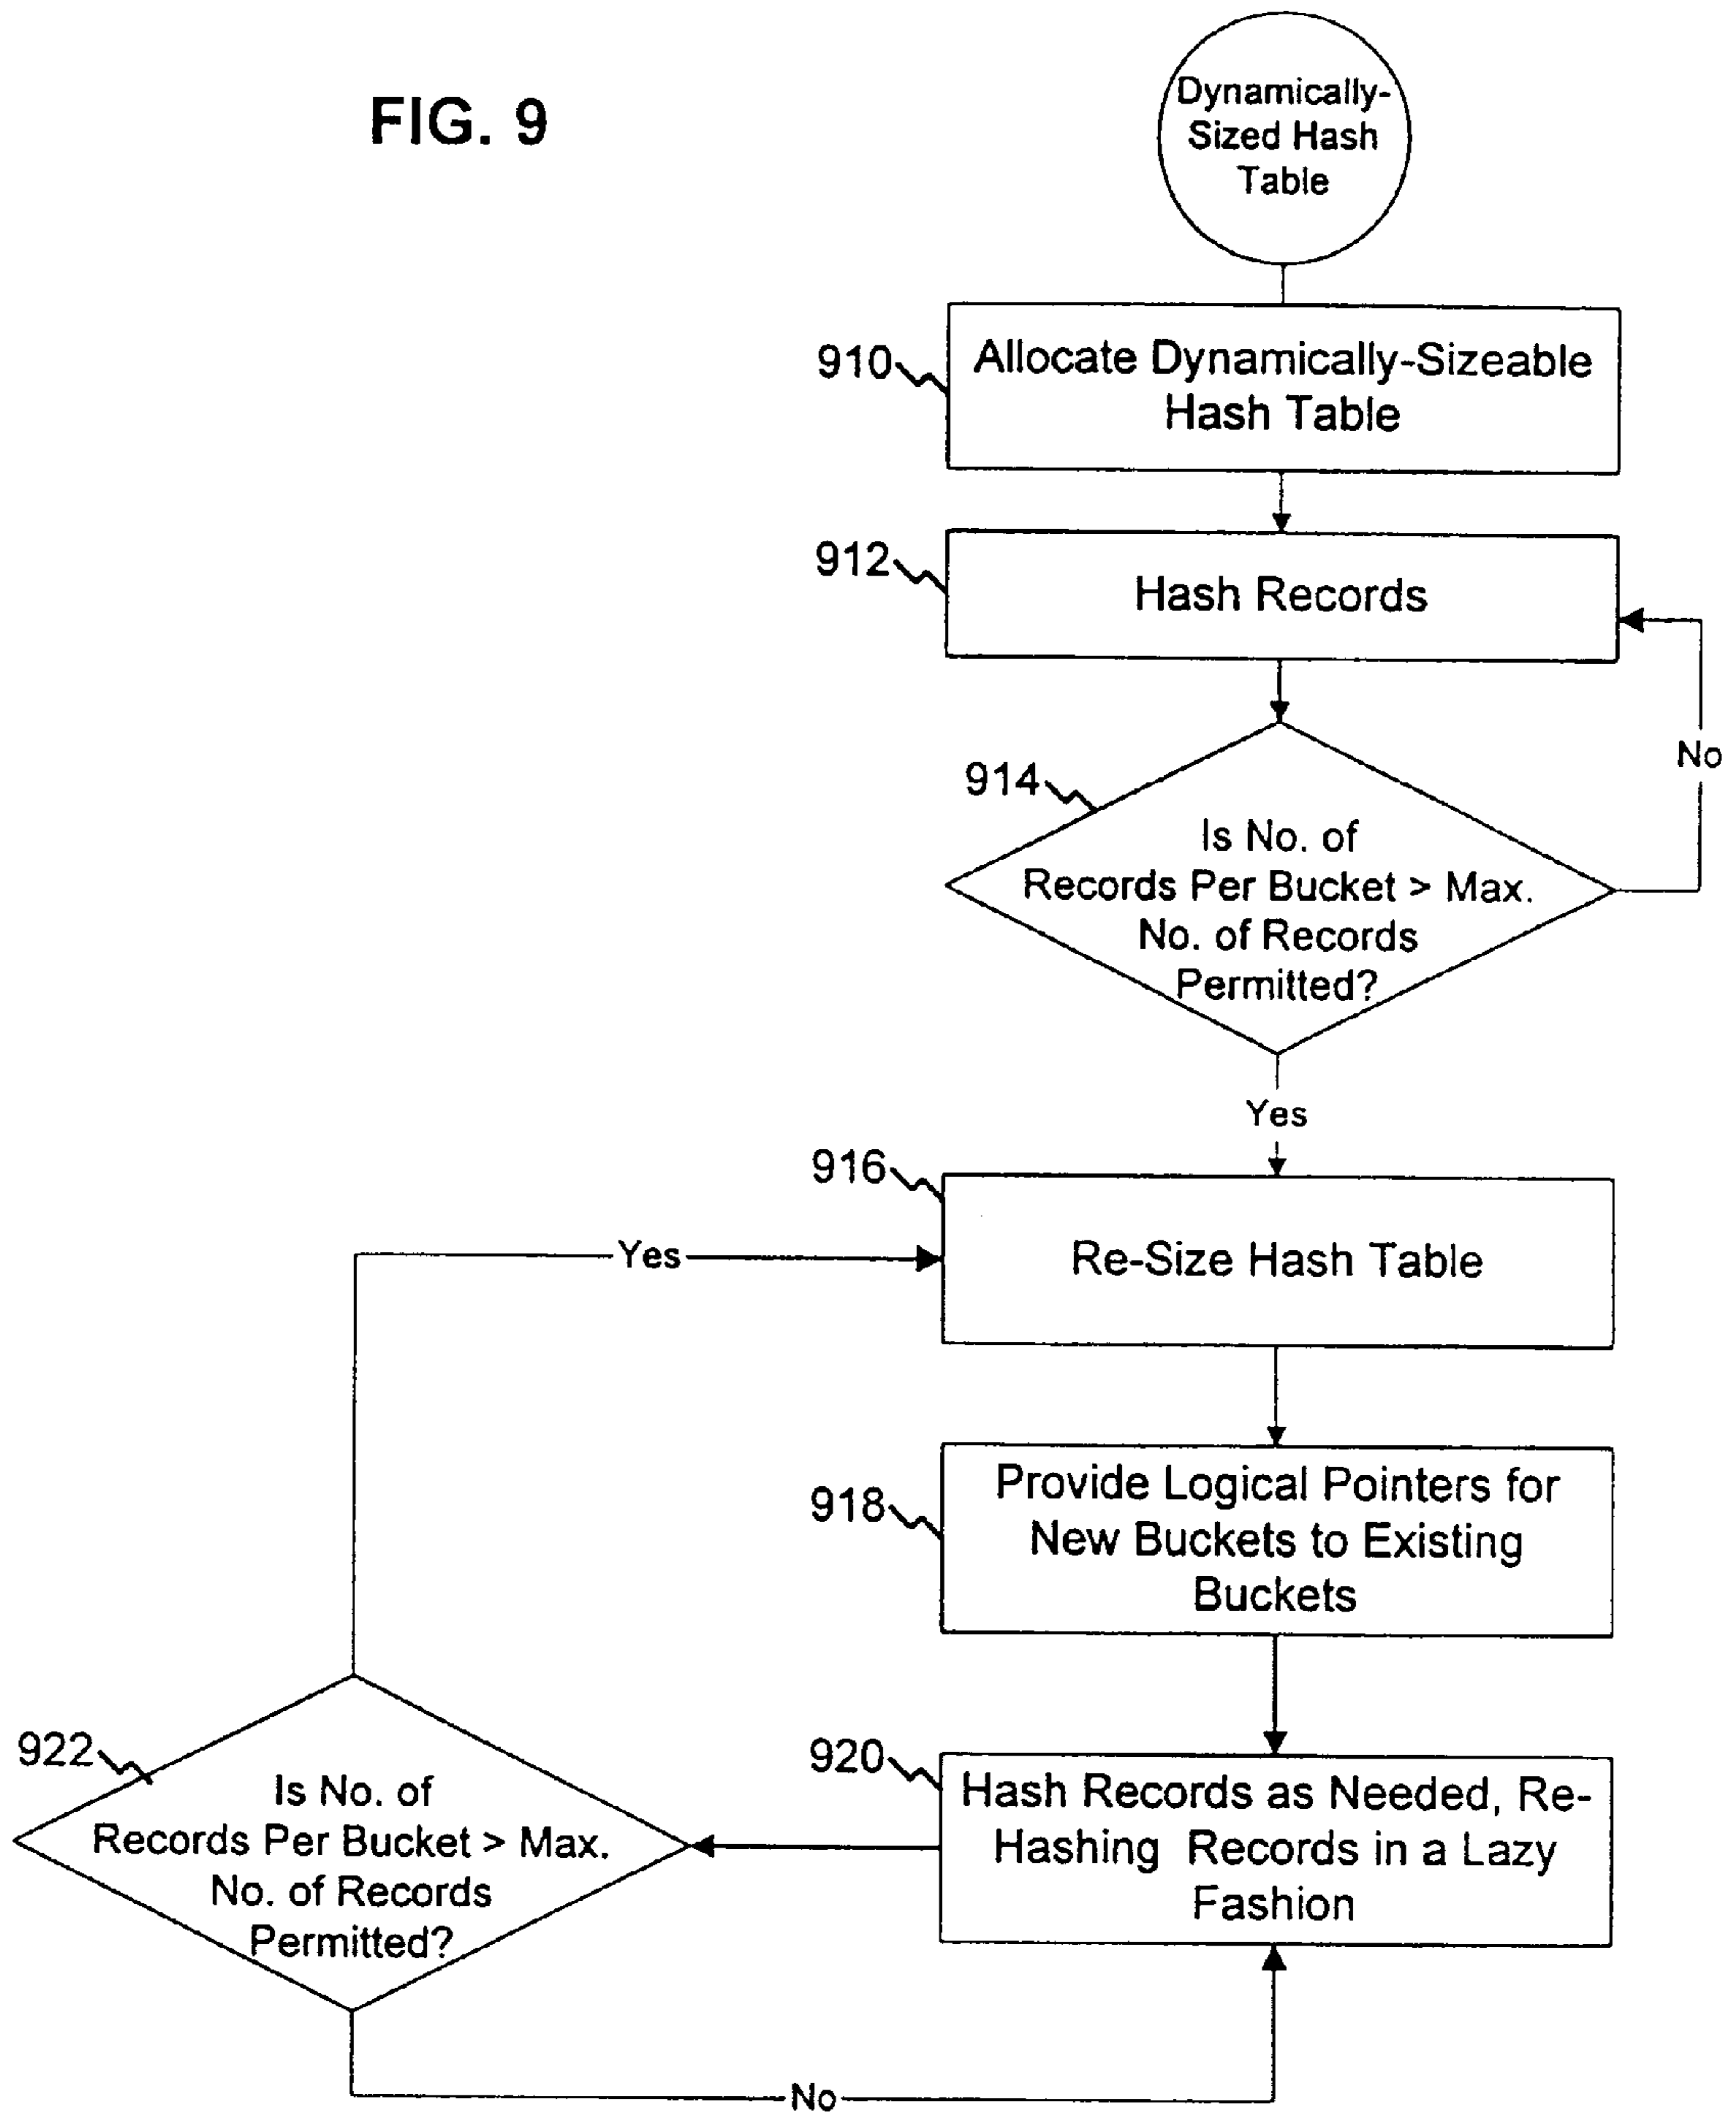 FIG. 9
Dynamically-
Sized Hash
Table
910
Allocate Dynamically-Sizeable
Hash Table
912
Hash Records
No
914
Is No. of
Records Per Bucket > Max.
No. of Records
Permitted?
Yes
916
Yes
Re-Size Hash Table
918
Provide Logical Pointers for
New Buckets to Existing
Buckets
920
Hash Records as Needed, Re-
Hashing Records in a Lazy
Fashion
922
Is No. of
Records Per Bucket > Max.
No. of Records
Permitted?
No